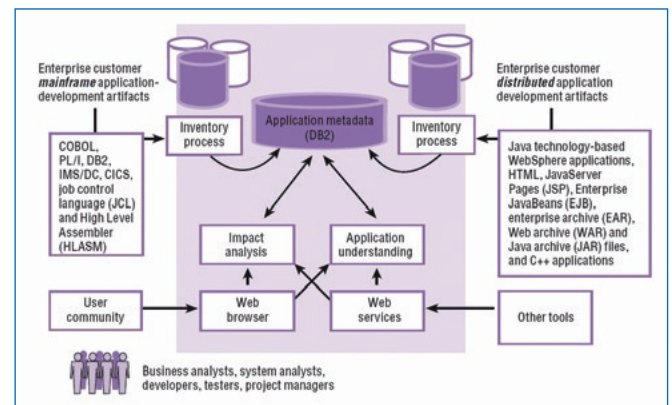 Enterprise customer
mainframe application-
development artifacts
Enterprise customer
distributed application
development artifacts
Application metadata
(DB2)
Inventory
process
Inventory
process
COBOL,
PL/I, DB2,
IMS/DC, CICS,
job control
language (JCL)
and High Level
Assembler
(HLASM)
Java technology-based
WebSphere applications,
HTML, JavaServer
Pages (JSP), Enterprise
JavaBeans (EJB),
enterprise archive (EAR),
Web archive (WAR) and
Java archive (JAR) files,
and C++ applications
Impact
analysis
Application
understanding
User
community
Web
browser
Web
services
Other tools
Business analysts, system analysts,
developers, testers, project managers